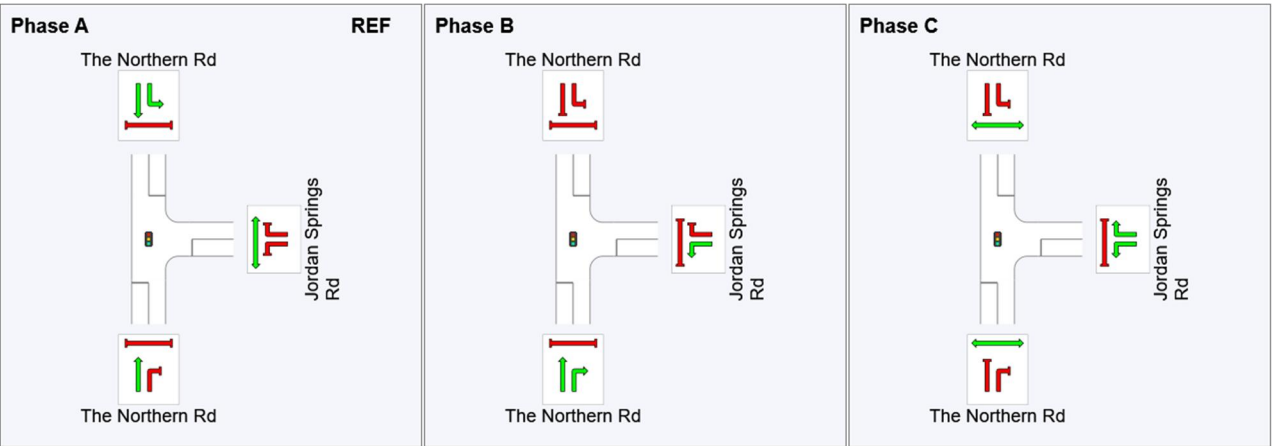 Phase A
REF
The Northern Rd
Jordan Springs
Rd
The Northern Rd
Phase B
The Northern Rd
Jordan Springs
Rd
The Northern Rd
Phase C
The Northern Rd
Jordan Springs
Rd
The Northern Rd